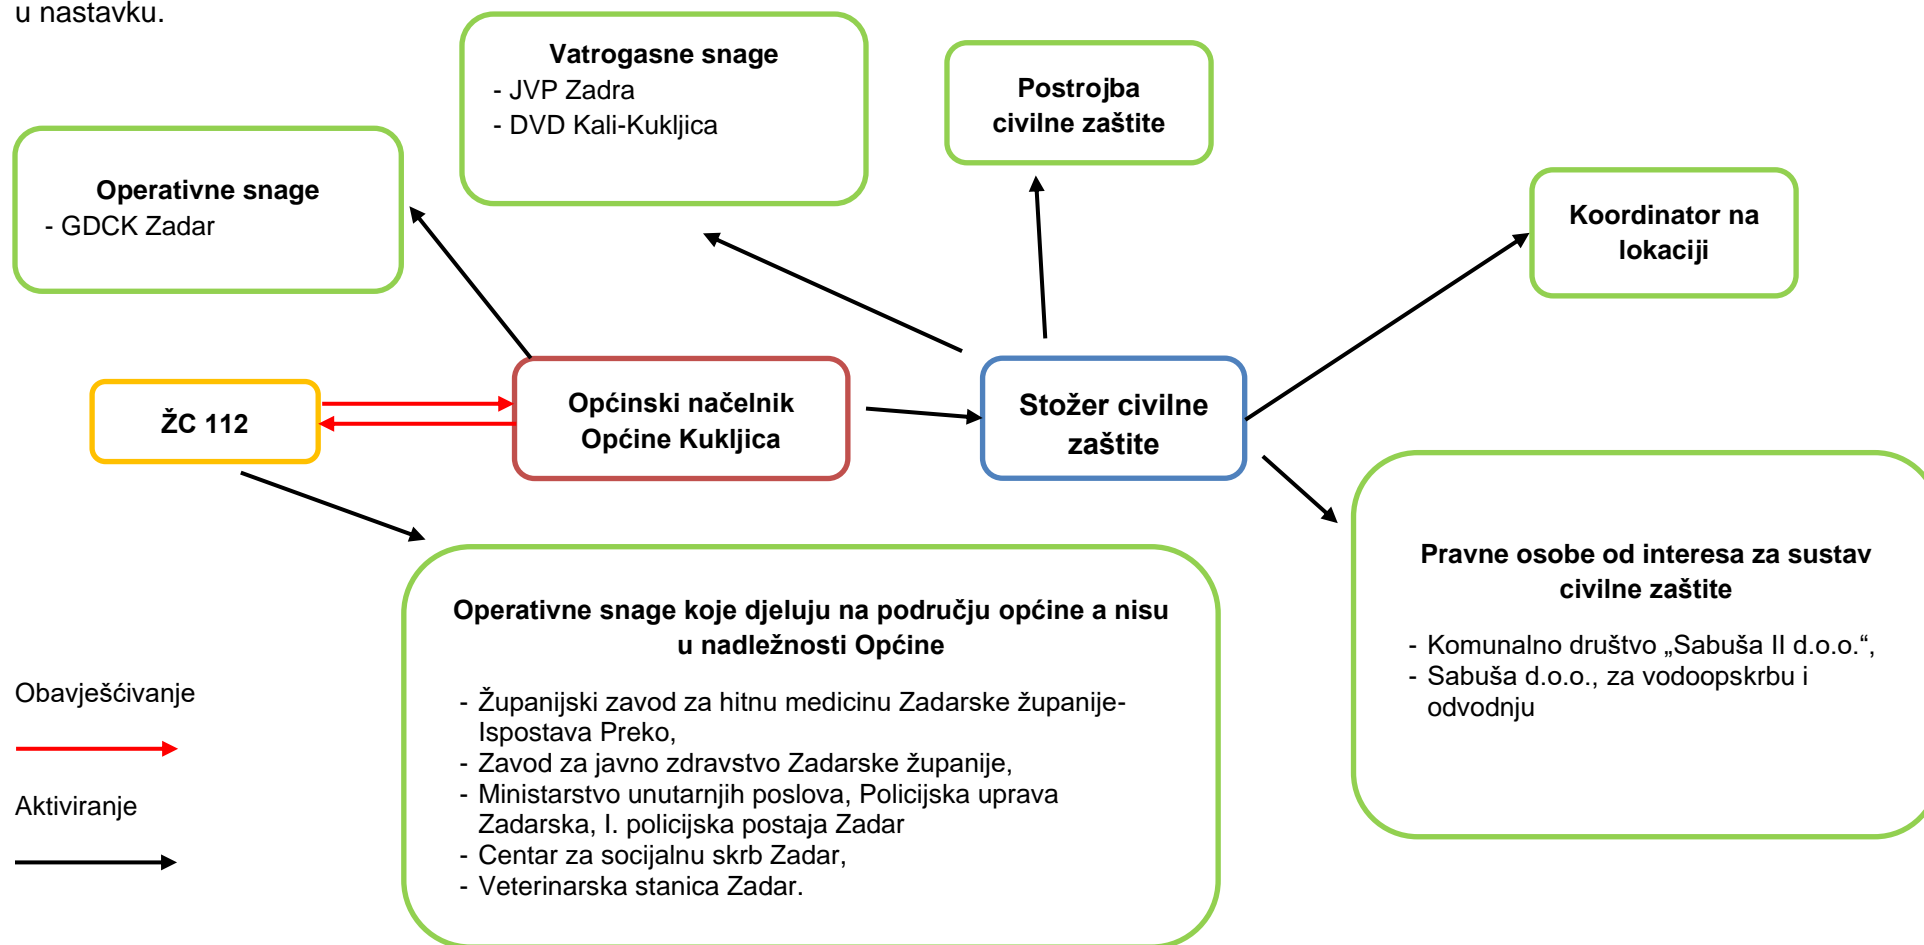 u nastavku.
Vatrogasne snage
- JVP Zadra
- DVD Kali-Kukljica
Postrojba
civilne zaštite
Operativne snage
- GDCK Zadar
Koordinator na
lokaciji
ŽC 112
Općinski načelnik
Općine Kukljica
Stožer civilne
zaštite
Operativne snage koje djeluju na području općine a nisu
u nadležnosti Općine
- Županijski zavod za hitnu medicinu Zadarske županije-
Ispostava Preko,
- Zavod za javno zdravstvo Zadarske županije,
- Ministarstvo unutarnjih poslova, Policijska uprava
Zadarska, I. policijska postaja Zadar
- Centar za socijalnu skrb Zadar,
- Veterinarska stanica Zadar.
Pravne osobe od interesa za sustav
civilne zaštite
- Komunalno društvo „Sabuša II d.o.o.“,
- Sabuša d.o.o., za vodoopskrbu i
odvodnju
Obavješćivanje
Aktiviranje